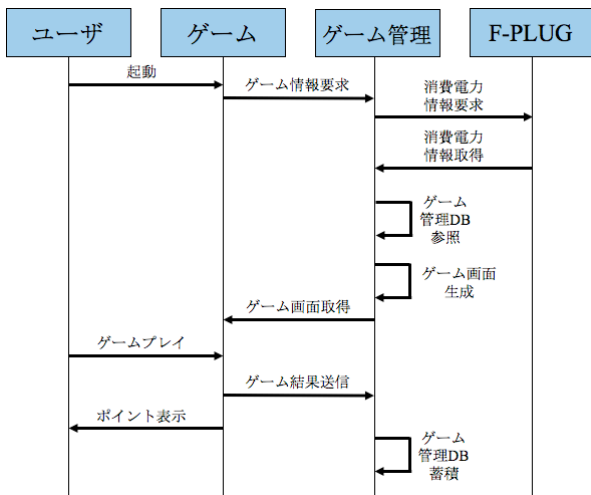 ユーザ
ゲーム
ゲーム管理
F-PLUG
起動
ゲーム情報要求
消費電力
情報要求
消費電力
情報取得
ゲーム
管理DB
参照
ゲーム画面
生成
ゲーム画面取得
ゲームプレイ
ゲーム結果送信
ポイント表示
ゲーム
管理DB
蓄積